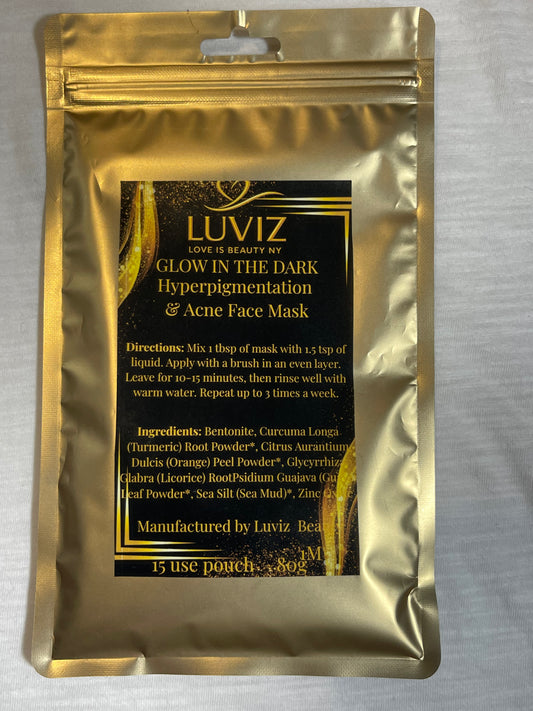 LUVIZ
LOVE IS BEAUTY NY
GLOW IN THE DARK
Hyperpigmentation
& Acne Face Mask
Directions: Mix 1 tbsp of mask with 1.5 tsp of
liquid. Apply with a brush in an even layer.
Leave for 10-15 minutes, then rinse well with
warm water. Repeat up to 3 times a week.
Ingredients: Bentonite, Curcuma Longa
(Turmeric) Root Powder*, Citrus Aurantium
Dulcis (Orange) Peel Powder*, Glycyrrhiz
Glabra (Licorice) RootPsidium Guajava (Gu
Leaf Powder*, Sea Silt (Sea Mud)*, Zinc
Manufactured by Luviz
1M
15 use pouch 80g